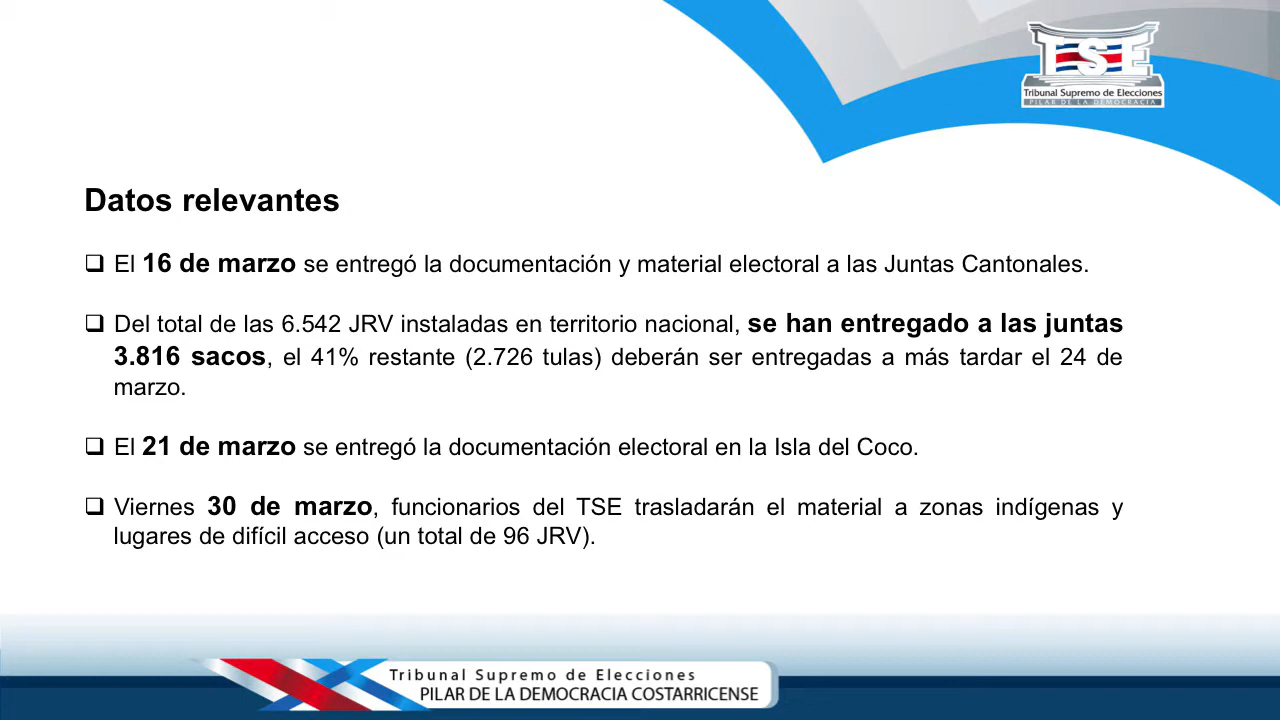 TSE
Tribunal Supremo de Elecciones
PILAR DE LA DEMOCRACIA
Datos relevantes
❑ El 16 de marzo se entregó la documentación y material electoral a las Juntas Cantonales.
❑ Del total de las 6.542 JRV instaladas en territorio nacional, se han entregado a las juntas
3.816 sacos, el 41% restante (2.726 tulas) deberán ser entregadas a más tardar el 24 de
marzo.
❑ El 21 de marzo se entregó la documentación electoral en la Isla del Coco.
❑ Viernes 30 de marzo, funcionarios del TSE trasladarán el material a zonas indígenas y
lugares de difícil acceso (un total de 96 JRV).
Tribunal Supremo de Elecciones
PILAR DE LA DEMOCRACIA COSTARRICENSE